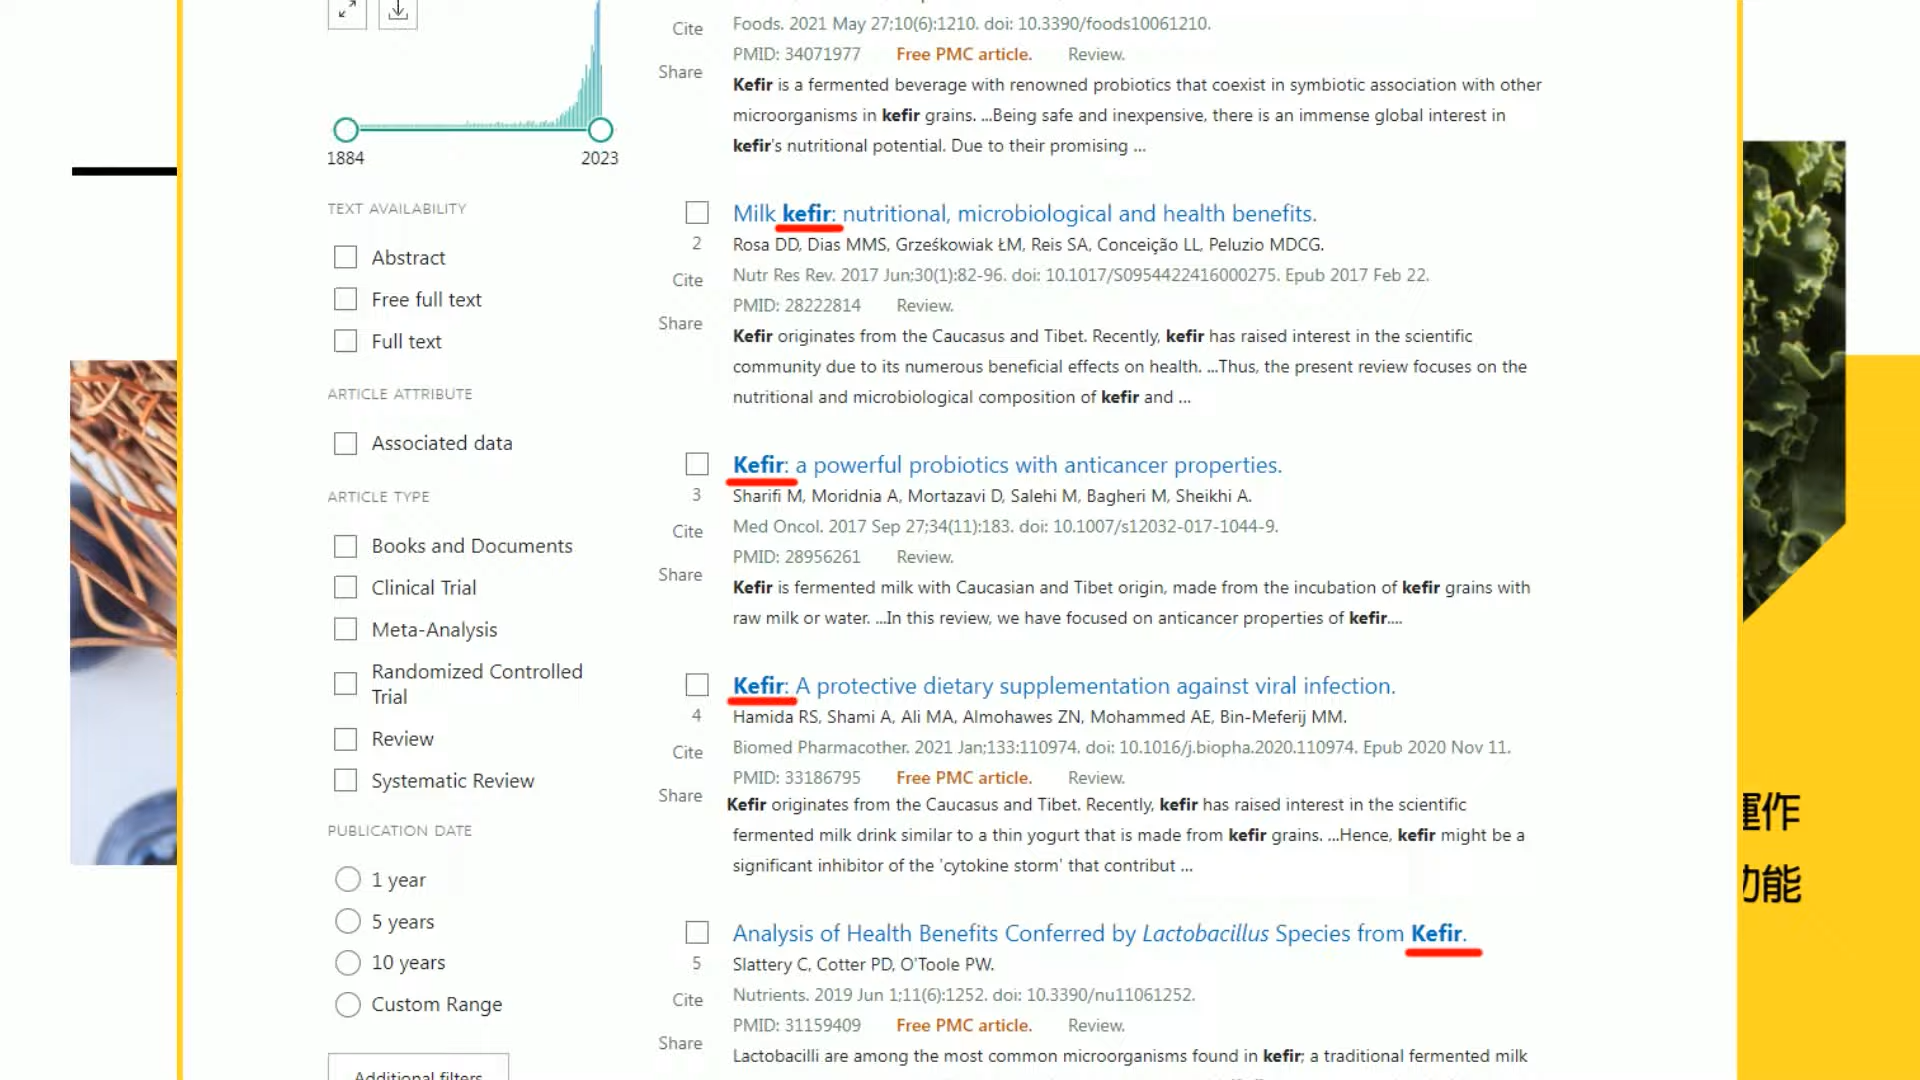 Foods. 2021 May 27;10(6):1210. doi: 10.3390/foods10061210.
Cite
PMID: 34071977 Free PMC article. Review.
Share
Kefir is a fermented beverage with renowned probiotics that coexist in symbiotic association with other
microorganisms in kefir grains. ...Being safe and inexpensive, there is an immense global interest in
kefir's nutritional potential. Due to their promising ...
1884 2023
TEXT AVAILABILITY
Abstract
Free full text
Full text
ARTICLE ATTRIBUTE
Associated data
ARTICLE TYPE
Books and Documents
Clinical Trial
Meta-Analysis
Randomized Controlled
Trial
Review
Systematic Review
PUBLICATION DATE
1 year
5 years
10 years
Custom Range
Additional filters
Milk kefir: nutritional, microbiological and health benefits.
2
Rosa DD, Dias MMS, Grześkowiak ŁM, Reis SA, Conceição LL, Peluzio MDCG.
Cite
Nutr Res Rev. 2017 Jun;30(1):82-96. doi: 10.1017/S0954422416000275. Epub 2017 Feb 22.
PMID: 28222814 Review.
Share
Kefir originates from the Caucasus and Tibet. Recently, kefir has raised interest in the scientific
community due to its numerous beneficial effects on health. ...Thus, the present review focuses on the
nutritional and microbiological composition of kefir and ...
Kefir: a powerful probiotics with anticancer properties.
3
Sharifi M, Moridnia A, Mortazavi D, Salehi M, Bagheri M, Sheikhi A.
Cite
Med Oncol. 2017 Sep 27;34(11):183. doi: 10.1007/s12032-017-1044-9.
PMID: 28956261 Review.
Share
Kefir is fermented milk with Caucasian and Tibet origin, made from the incubation of kefir grains with
raw milk or water. ...In this review, we have focused on anticancer properties of kefir....
Kefir: A protective dietary supplementation against viral infection.
4
Hamida RS, Shami A, Ali MA, Almohawes ZN, Mohammed AE, Bin-Meferij MM.
Cite
Biomed Pharmacother. 2021 Jan;133:110974. doi: 10.1016/j.biopha.2020.110974. Epub 2020 Nov 11.
PMID: 33186795 Free PMC article. Review.
Share
Kefir originates from the Caucasus and Tibet. Recently, kefir has raised interest in the scientific
fermented milk drink similar to a thin yogurt that is made from kefir grains. ...Hence, kefir might be a
significant inhibitor of the 'cytokine storm' that contribut ...
Analysis of Health Benefits Conferred by Lactobacillus Species from Kefir.
5
Slattery C, Cotter PD, O'Toole PW.
Cite
Nutrients. 2019 Jun 1;11(6):1252. doi: 10.3390/nu11061252.
PMID: 31159409 Free PMC article. Review.
Share
Lactobacilli are among the most common microorganisms found in kefir; a traditional fermented milk
運作
功能